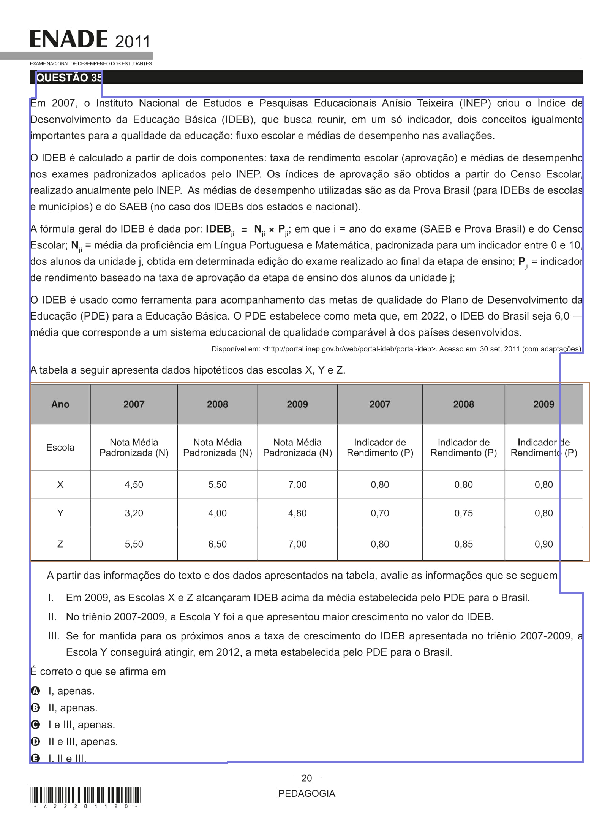 ENADE 2011
EXAME NACIONAL DE DESEMPENHO DOS ESTUDANTES
QUESTÃO 35
Em 2007, o Instituto Nacional de Estudos e Pesquisas Educacionais Anísio Teixeira (INEP) criou o Índice de
Desenvolvimento da Educação Básica (IDEB), que busca reunir, em um só indicador, dois conceitos igualmente
importantes para a qualidade da educação: fluxo escolar e médias de desempenho nas avaliações.
O IDEB é calculado a partir de dois componentes: taxa de rendimento escolar (aprovação) e médias de desempenho
nos exames padronizados aplicados pelo INEP. Os índices de aprovação são obtidos a partir do Censo Escolar,
realizado anualmente pelo INEP. As médias de desempenho utilizadas são as da Prova Brasil (para IDEBs de escolas
e municípios) e do SAEB (no caso dos IDEBs dos estados e nacional).
A fórmula geral do IDEB é dada por: IDEBji = Nji × Pji; em que i = ano do exame (SAEB e Prova Brasil) e do Censo
Escolar; Nji = média da proficiência em Língua Portuguesa e Matemática, padronizada para um indicador entre 0 e 10,
dos alunos da unidade j, obtida em determinada edição do exame realizado ao final da etapa de ensino; Pji = indicador
de rendimento baseado na taxa de aprovação da etapa de ensino dos alunos da unidade j;
O IDEB é usado como ferramenta para acompanhamento das metas de qualidade do Plano de Desenvolvimento da
Educação (PDE) para a Educação Básica. O PDE estabelece como meta que, em 2022, o IDEB do Brasil seja 6,0 —
média que corresponde a um sistema educacional de qualidade comparável à dos países desenvolvidos.
Disponível em: <http://portal.inep.gov.br/web/portal-ideb/portal-ideb>. Acesso em: 30 set. 2011 (com adaptações).
A tabela a seguir apresenta dados hipotéticos das escolas X, Y e Z.
Ano 2007 2008 2009 2007 2008 2009
Escola Nota Média Padronizada (N) Nota Média Padronizada (N) Nota Média Padronizada (N) Indicador de Rendimento (P) Indicador de Rendimento (P) Indicador de Rendimento (P)
X 4,50 5,50 7,00 0,80 0,80 0,80
Y 3,20 4,00 4,80 0,70 0,75 0,80
Z 5,50 6,50 7,00 0,80 0,85 0,90
A partir das informações do texto e dos dados apresentados na tabela, avalie as informações que se seguem
I. Em 2009, as Escolas X e Z alcançaram IDEB acima da média estabelecida pelo PDE para o Brasil.
II. No triênio 2007-2009, a Escola Y foi a que apresentou maior crescimento no valor do IDEB.
III. Se for mantida para os próximos anos a taxa de crescimento do IDEB apresentada no triênio 2007-2009, a
Escola Y conseguirá atingir, em 2012, a meta estabelecida pelo PDE para o Brasil.
É correto o que se afirma em
A I, apenas.
B II, apenas.
C I e III, apenas.
D II e III, apenas.
E I, II e III.
20
PEDAGOGIA